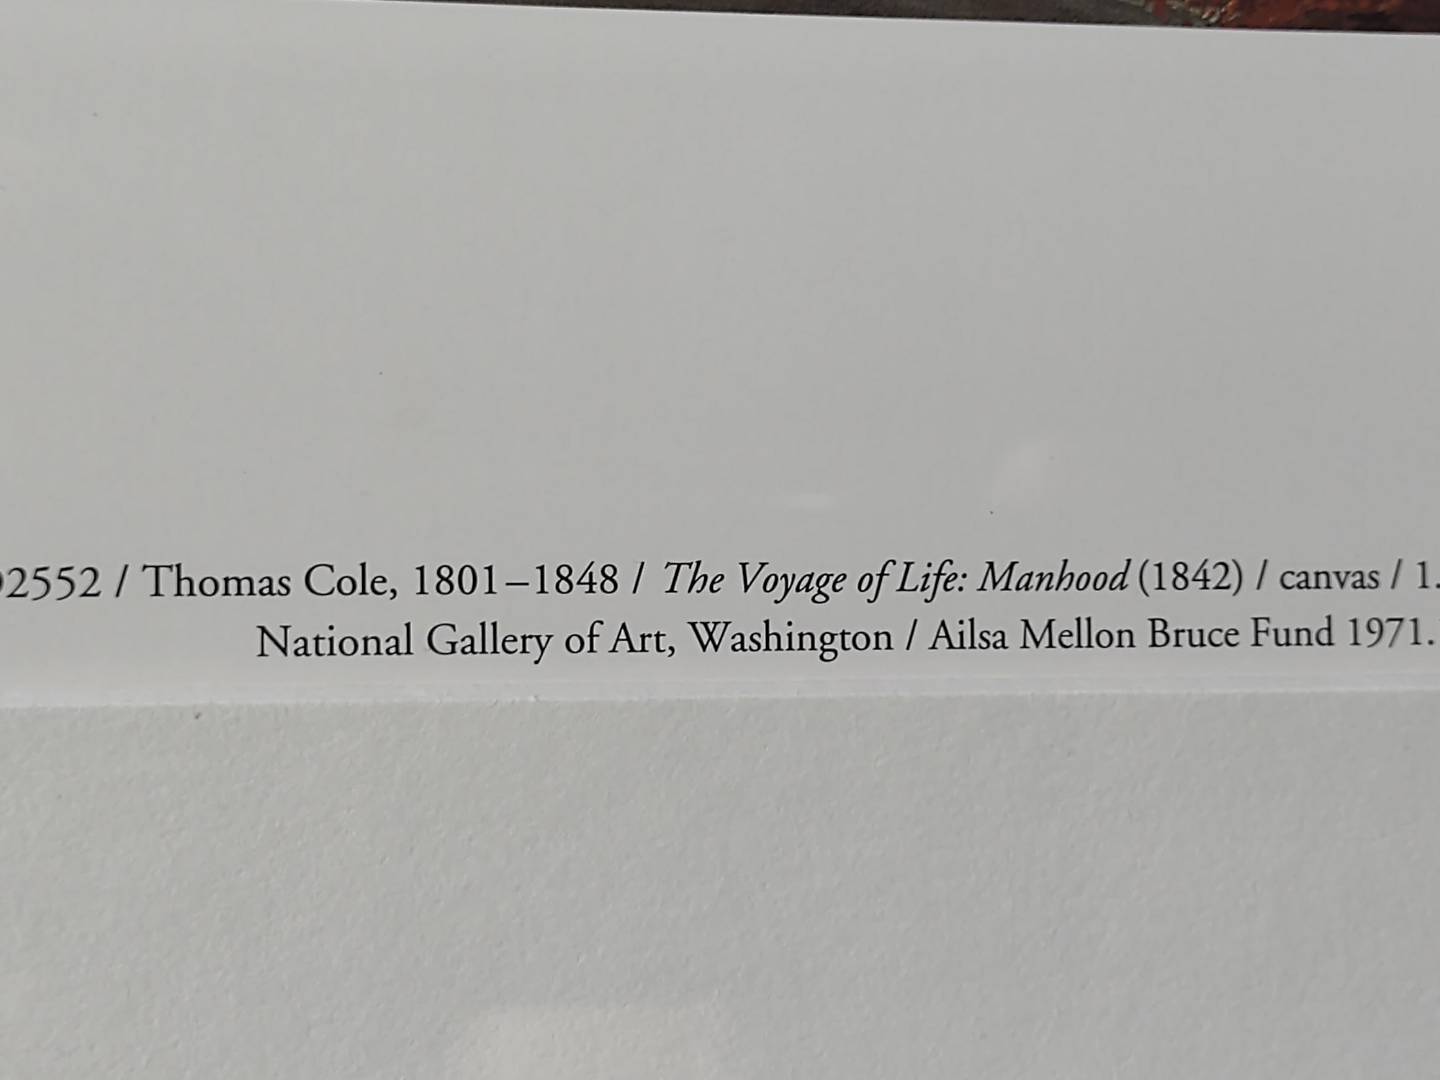 2552 / Thomas Cole, 1801–1848 / The Voyage of Life: Manhood (1842) / canvas / 1.
National Gallery of Art, Washington / Ailsa Mellon Bruce Fund 1971.